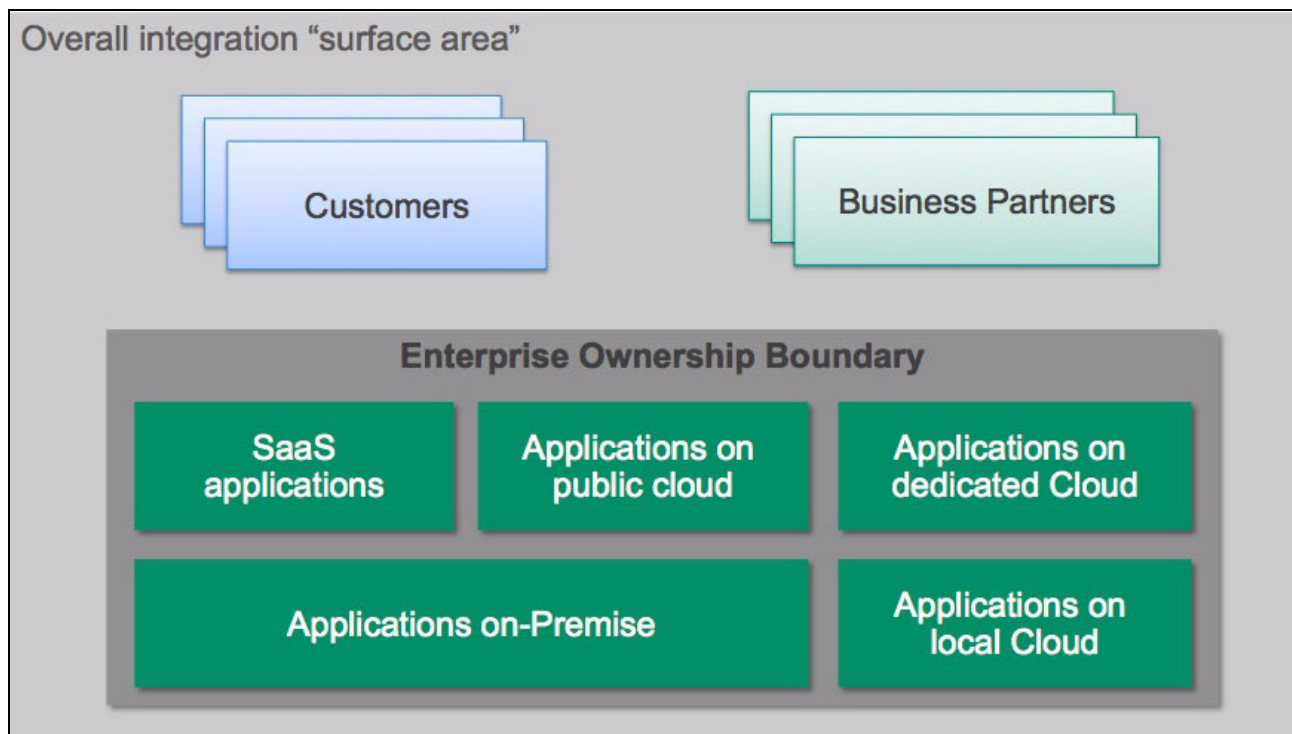 Overall integration “surface area”
Customers
Business Partners
Enterprise Ownership Boundary
SaaS
applications
Applications on
public cloud
Applications on
dedicated Cloud
Applications on-Premise
Applications on
local Cloud